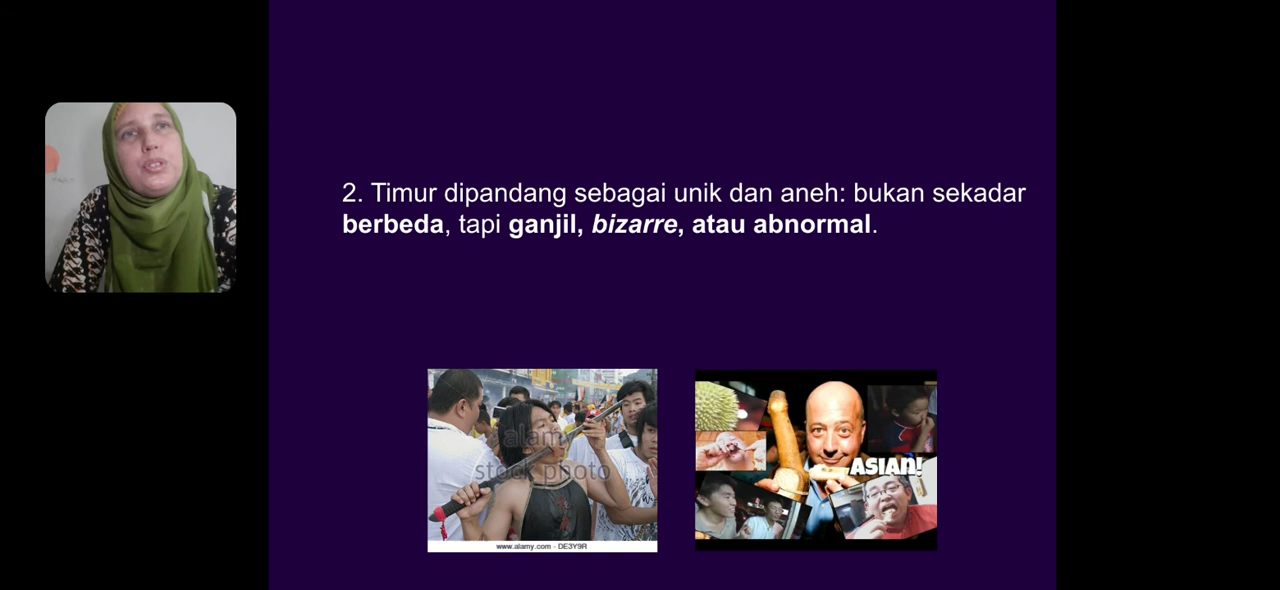 2. Timur dipandang sebagai unik dan aneh: bukan sekadar
berbeda, tapi ganjil, bizarre, atau abnormal.
alamy
stock photo
www.alamy.com - DE3Y9R
ASIAN!